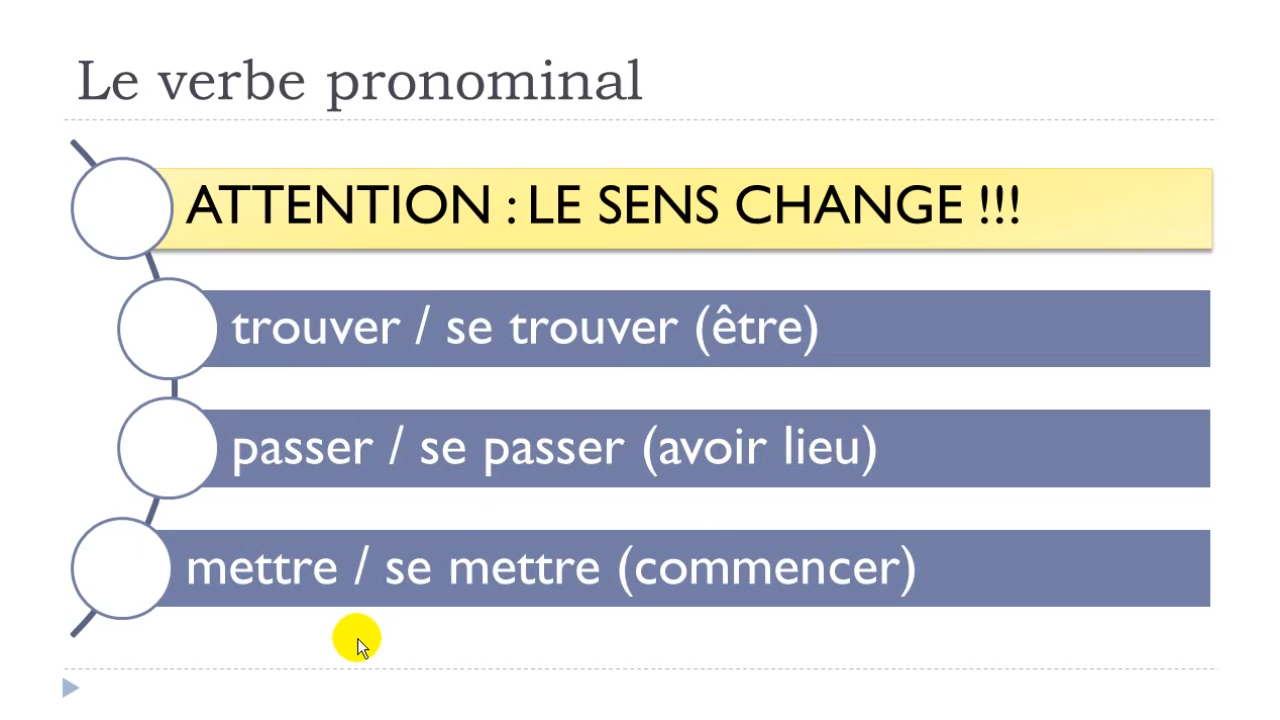 Le verbe pronominal
ATTENTION : LE SENS CHANGE !!!
trouver / se trouver (être)
passer / se passer (avoir lieu)
mettre / se mettre (commencer)